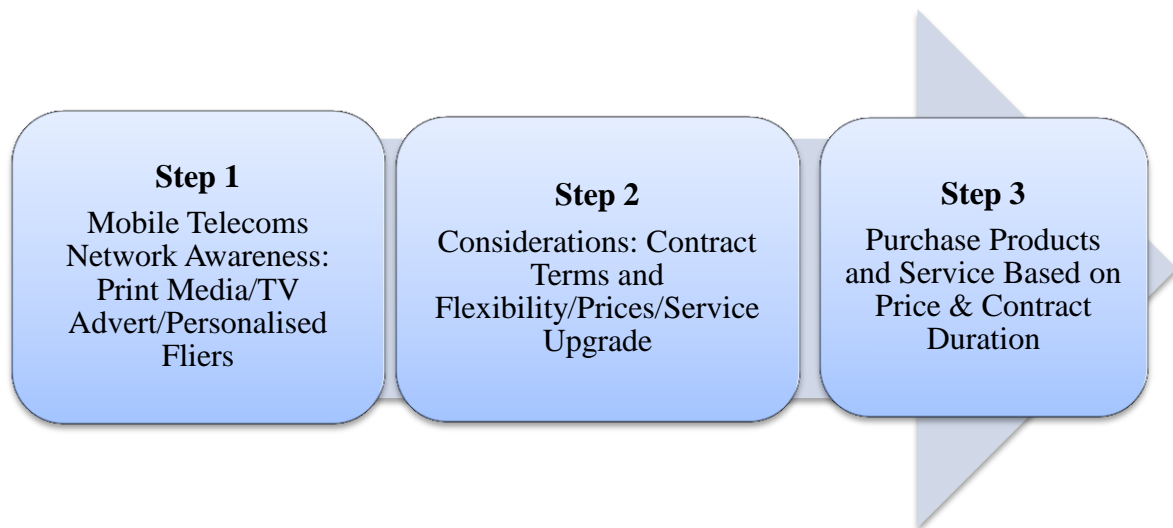 Step 1
Mobile Telecoms
Network Awareness:
Print Media/TV
Advert/Personalised
Fliers
Step 2
Considerations: Contract
Terms and
Flexibility/Prices/Service
Upgrade
Step 3
Purchase Products
and Service Based on
Price & Contract
Duration